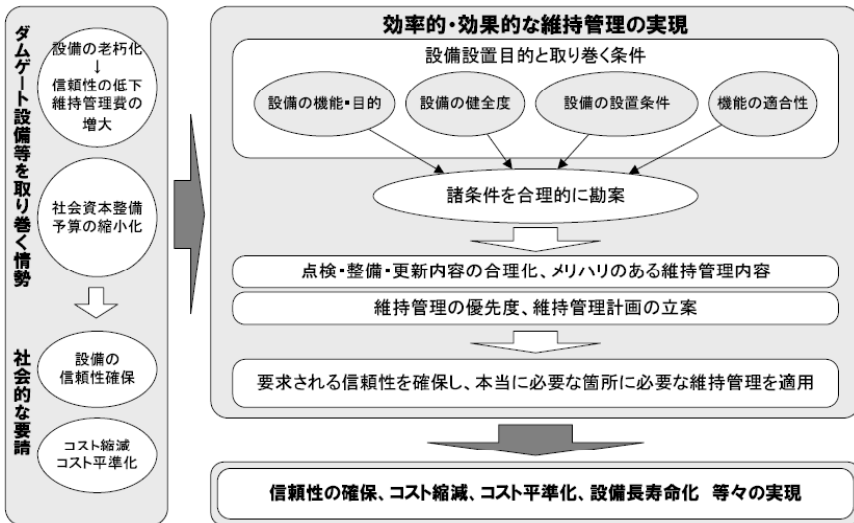 ダムゲート設備等を取り巻く情勢
設備の老朽化
↓
信頼性の低下
維持管理費の
増大
社会資本整備
予算の縮小化
社会的な要請
設備の
信頼性確保
コスト縮減
コスト平準化
効率的・効果的な維持管理の実現
設備設置目的と取り巻く条件
設備の機能・目的
設備の健全度
設備の設置条件
機能の適合性
諸条件を合理的に勘案
点検・整備・更新内容の合理化、メリハリのある維持管理内容
維持管理の優先度、維持管理計画の立案
要求される信頼性を確保し、本当に必要な箇所に必要な維持管理を適用
信頼性の確保、コスト縮減、コスト平準化、設備長寿命化 等々の実現